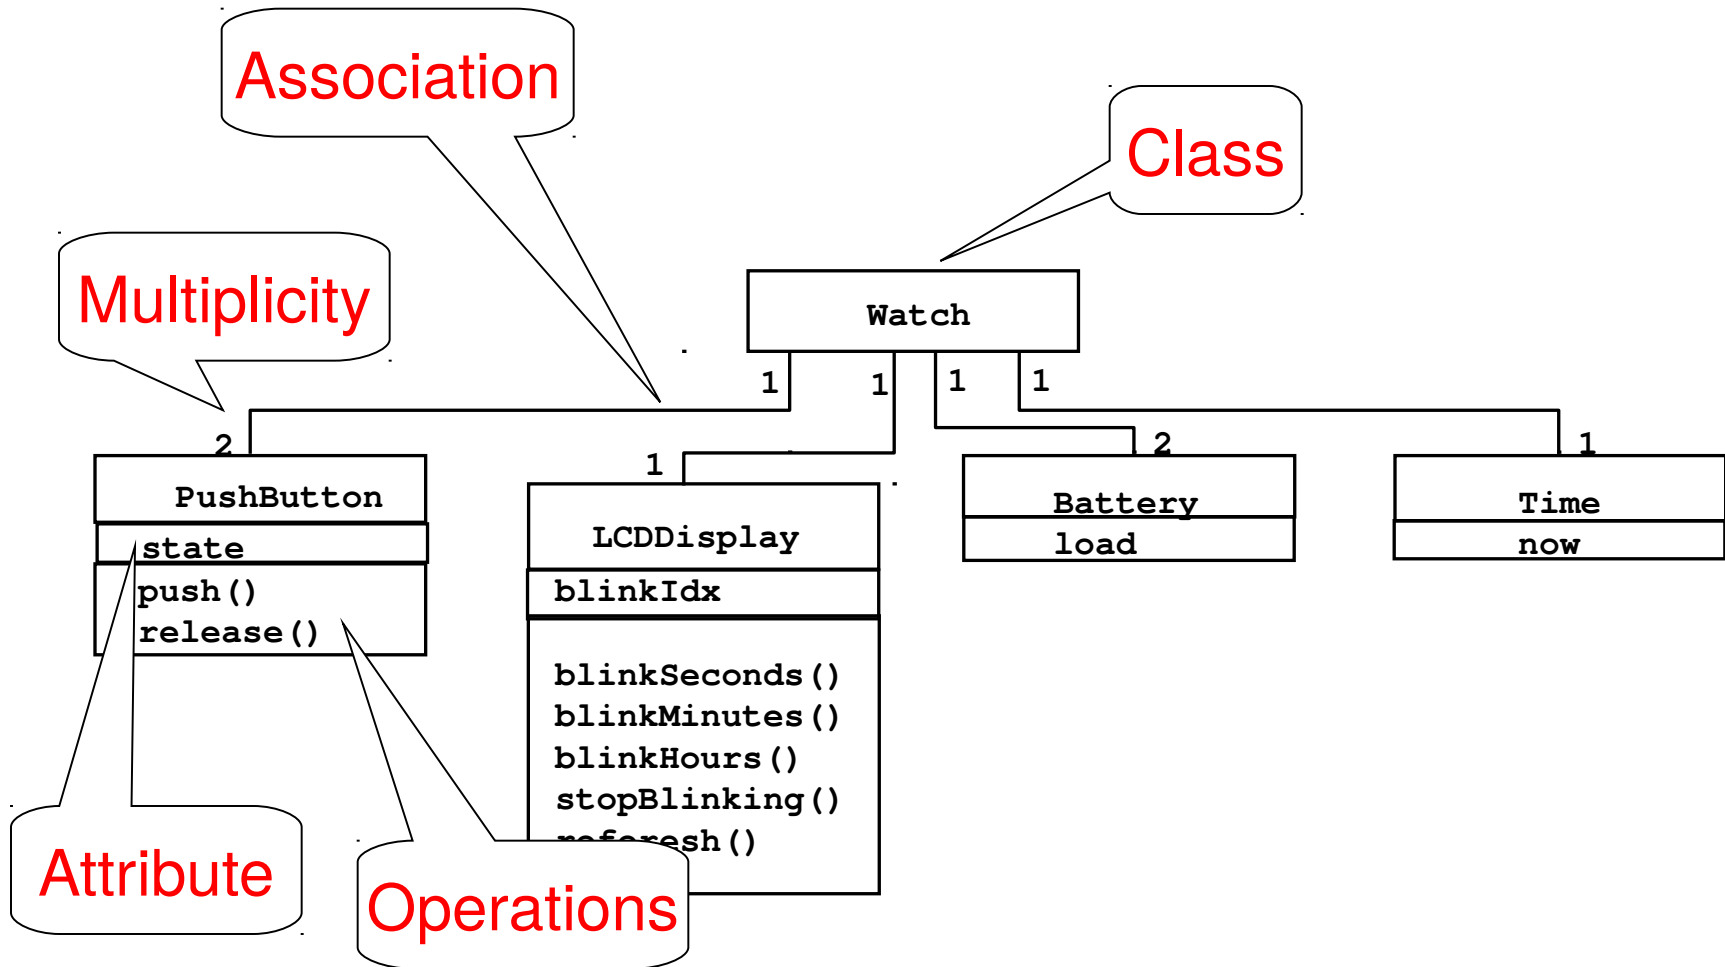 Association
Class
Multiplicity
Watch
1
1
1
1
2
1
2
1
PushButton
state
push()
release()
LCDDisplay
blinkIdx
blinkSeconds()
blinkMinutes()
blinkHours()
stopBlinking()
Battery
load
Time
now
Attribute
Operations